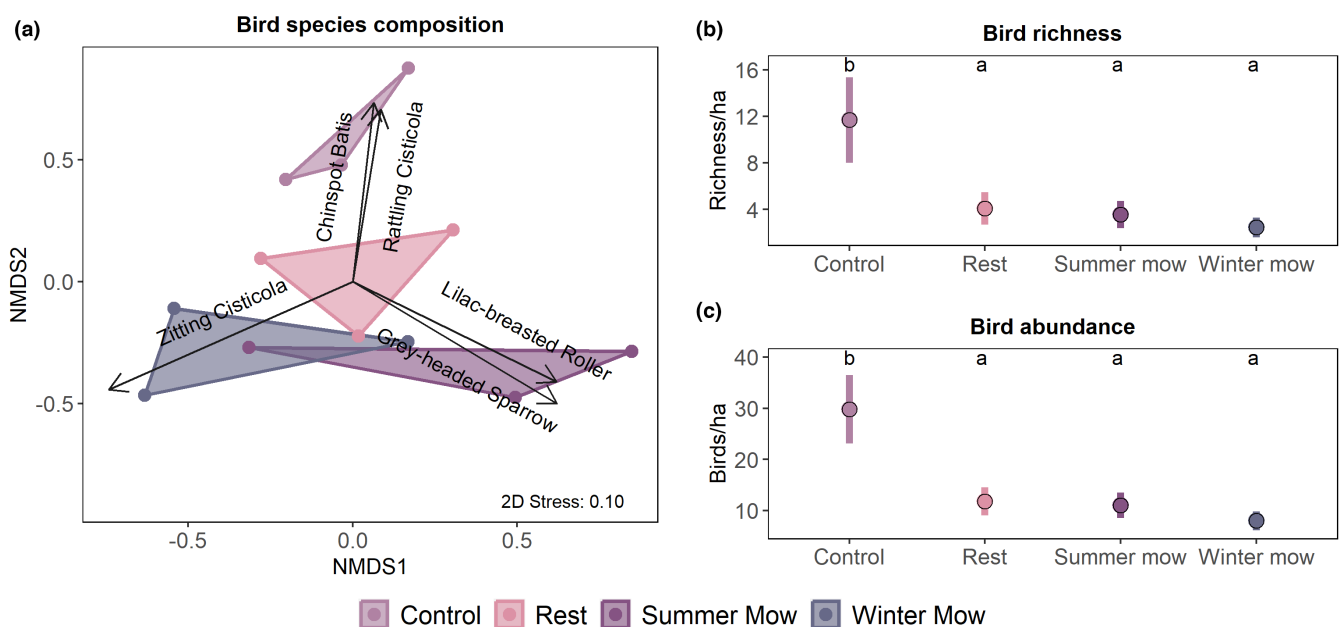 (a)
Bird species composition
NMDS2
0.5
0.0
-0.5
Chinspot Batis
Rattling Cisticola
Zitting Cisticola
Lilac-breasted Roller
Grey-headed Sparrow
2D Stress: 0.10
-0.5 0.0 0.5
NMDS1
(b)
Bird richness
Richness/ha
16
12
8
4
b a a a
Control Rest Summer mow Winter mow
(c)
Bird abundance
Birds/ha
40
30
20
10
b a a a
Control Rest Summer mow Winter mow
Control Rest Summer Mow Winter Mow